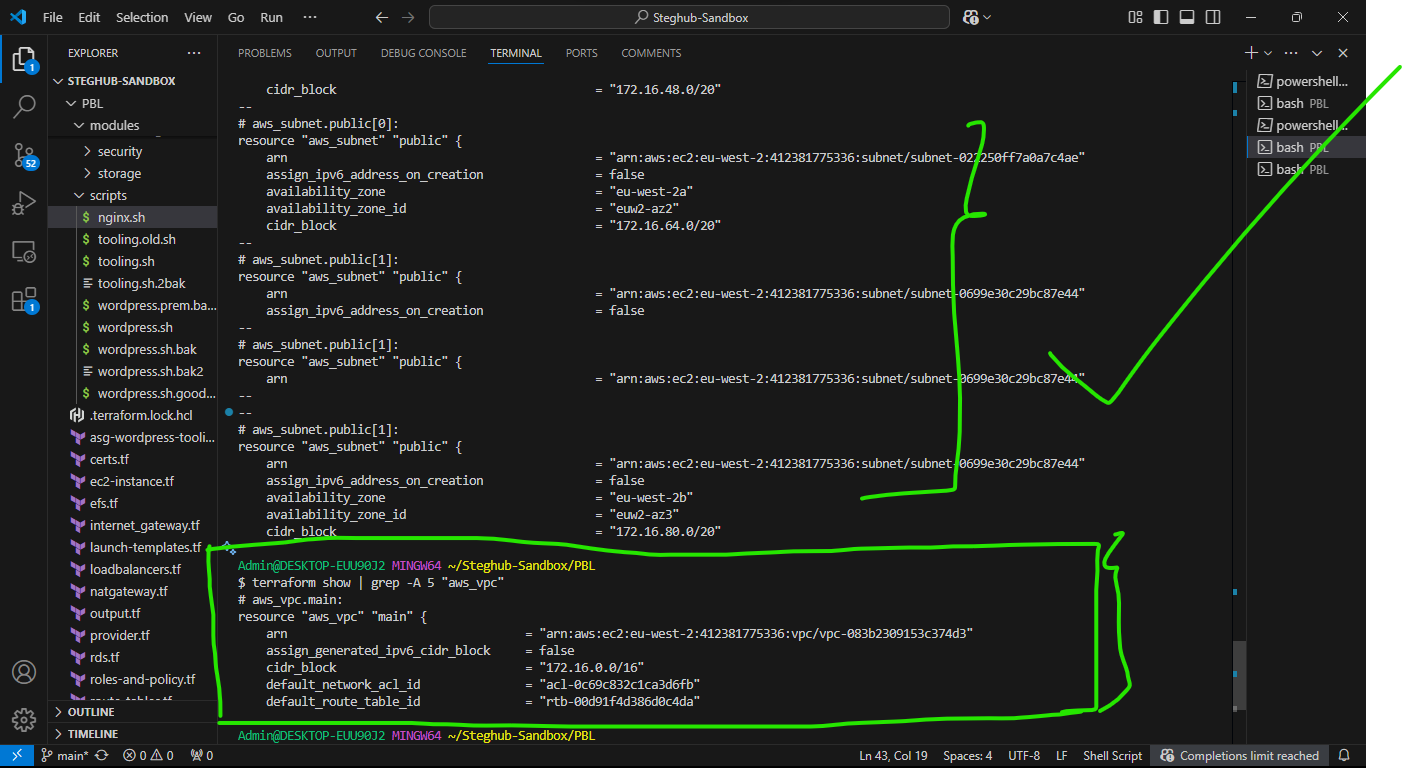 File Edit Selection View Go Run ··· Steghub-Sandbox
EXPLORER ···
STEGHUB-SANDBOX
PBL
modules
security
storage
scripts
$ nginx.sh
$ tooling.old.sh
$ tooling.sh
tooling.sh.2bak
$ wordpress.prem.ba...
$ wordpress.sh
$ wordpress.sh.bak
wordpress.sh.bak2
$ wordpress.sh.good...
.terraform.lock.hcl
asg-wordpress-tooli...
certs.tf
ec2-instance.tf
efs.tf
internet_gateway.tf
launch-templates.tf
loadbalancers.tf
natgateway.tf
output.tf
provider.tf
rds.tf
roles-and-policy.tf
OUTLINE
TIMELINE
1
52
1
PROBLEMS OUTPUT DEBUG CONSOLE TERMINAL PORTS COMMENTS
cidr_block = "172.16.48.0/20"
--
# aws_subnet.public[0]:
resource "aws_subnet" "public" {
arn = "arn:aws:ec2:eu-west-2:412381775336:subnet/subnet-022250ff7a0a7c4ae"
assign_ipv6_address_on_creation = false
availability_zone = "eu-west-2a"
availability_zone_id = "euw2-az2"
cidr_block = "172.16.64.0/20"
--
# aws_subnet.public[1]:
resource "aws_subnet" "public" {
arn = "arn:aws:ec2:eu-west-2:412381775336:subnet/subnet-0699e30c29bc87e44"
assign_ipv6_address_on_creation = false
--
# aws_subnet.public[1]:
resource "aws_subnet" "public" {
arn = "arn:aws:ec2:eu-west-2:412381775336:subnet/subnet-0699e30c29bc87e44"
--
--
# aws_subnet.public[1]:
resource "aws_subnet" "public" {
arn = "arn:aws:ec2:eu-west-2:412381775336:subnet/subnet-0699e30c29bc87e44"
assign_ipv6_address_on_creation = false
availability_zone = "eu-west-2b"
availability_zone_id = "euw2-az3"
cidr_block = "172.16.80.0/20"
Admin@DESKTOP-EUU90J2 MINGW64 ~/Steghub-Sandbox/PBL
$ terraform show | grep -A 5 "aws_vpc"
# aws_vpc.main:
resource "aws_vpc" "main" {
arn = "arn:aws:ec2:eu-west-2:412381775336:vpc/vpc-083b2309153c374d3"
assign_generated_ipv6_cidr_block = false
cidr_block = "172.16.0.0/16"
default_network_acl_id = "acl-0c69c832c1ca3d6fb"
default_route_table_id = "rtb-00d91f4d386d0c4da"
Admin@DESKTOP-EUU90J2 MINGW64 ~/Steghub-Sandbox/PBL
powershell...
bash PBL
powershell...
bash PBL
bash PBL
main* 0 0 0 Ln 43, Col 19 Spaces: 4 UTF-8 LF Shell Script Completions limit reached